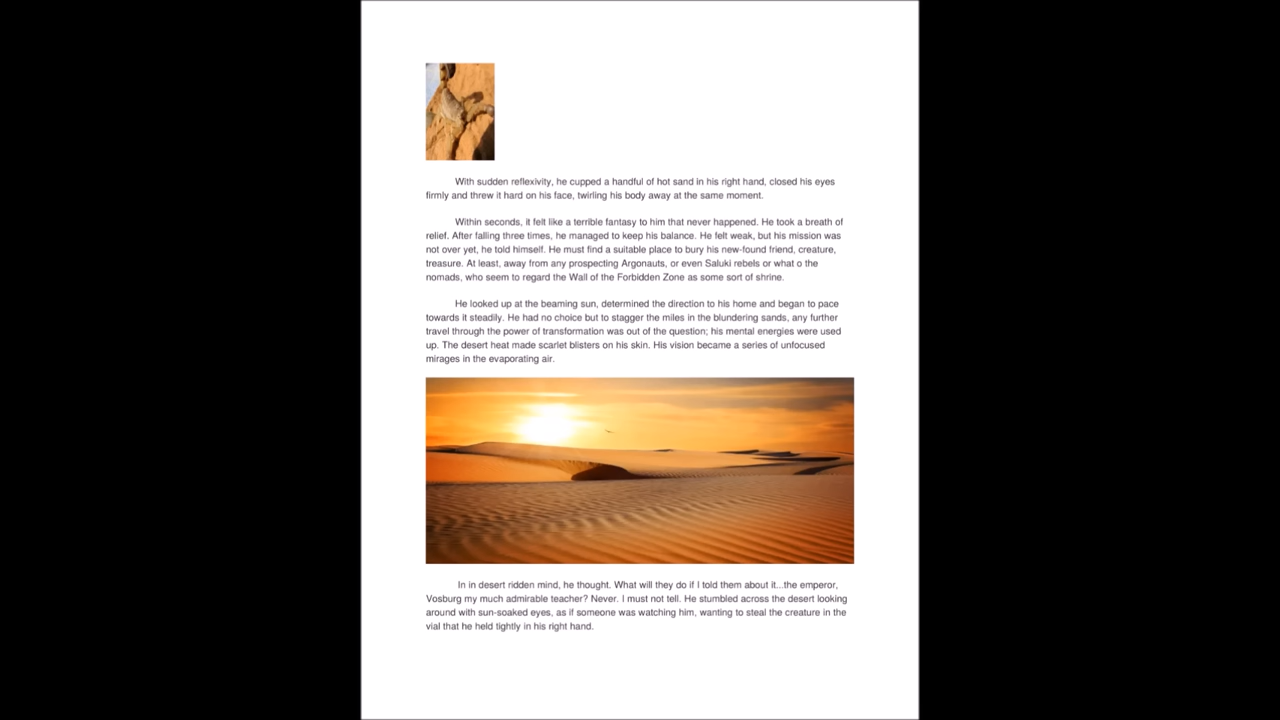 With sudden reflexivity, he cupped a handful of hot sand in his right hand, closed his eyes
firmly and threw it hard on his face, twirling his body away at the same moment.
Within seconds, it felt like a terrible fantasy to him that never happened. He took a breath of
relief. After falling three times, he managed to keep his balance. He felt weak, but his mission was
not over yet, he told himself. He must find a suitable place to bury his new-found friend, creature,
treasure. At least, away from any prospecting Argonauts, or even Saluki rebels or what o the
nomads, who seem to regard the Wall of the Forbidden Zone as some sort of shrine.
He looked up at the beaming sun, determined the direction to his home and began to pace
towards it steadily. He had no choice but to stagger the miles in the blundering sands, any further
travel through the power of transformation was out of the question; his mental energies were used
up. The desert heat made scarlet blisters on his skin. His vision became a series of unfocused
mirages in the evaporating air.
In in desert ridden mind, he thought. What will they do if I told them about it...the emperor,
Vosburg my much admirable teacher? Never. I must not tell. He stumbled across the desert looking
around with sun-soaked eyes, as if someone was watching him, wanting to steal the creature in the
vial that he held tightly in his right hand.